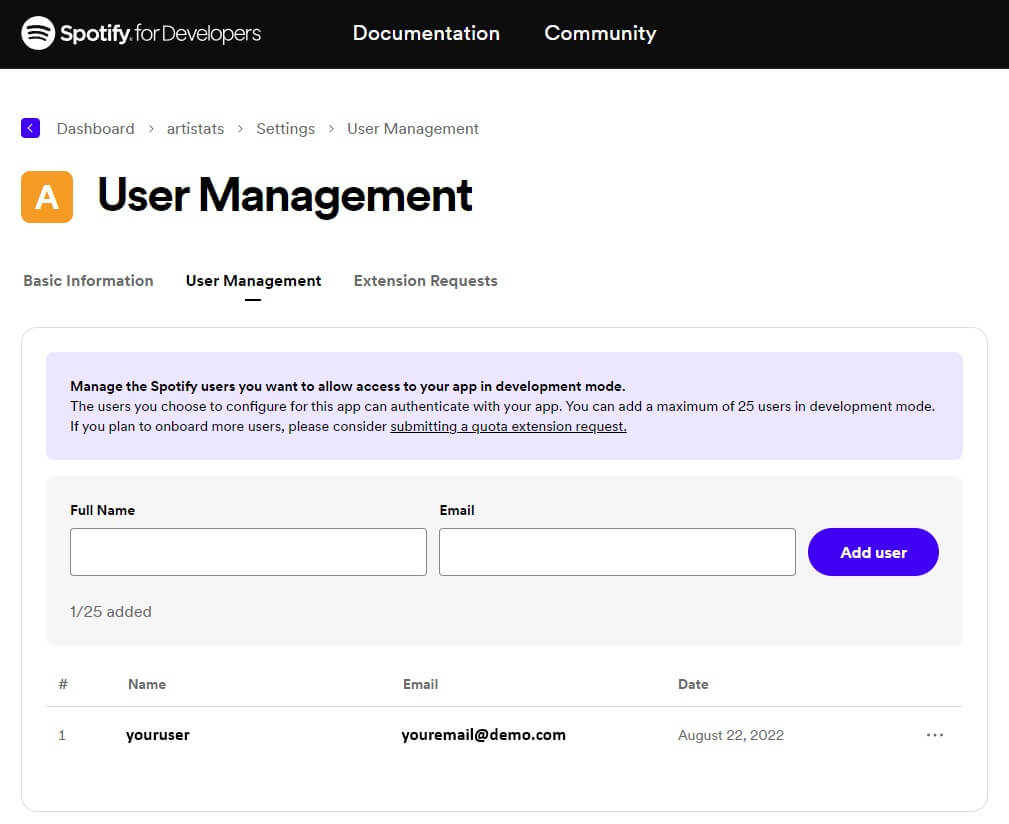 Spotify for Developers Documentation Community
Dashboard > artistats > Settings > User Management
A User Management
Basic Information User Management Extension Requests
Manage the Spotify users you want to allow access to your app in development mode.
The users you choose to configure for this app can authenticate with your app. You can add a maximum of 25 users in development mode.
If you plan to onboard more users, please consider submitting a quota extension request.
Full Name Email
Add user
1/25 added
# Name Email Date
1 youruser youremail@demo.com August 22, 2022 ...